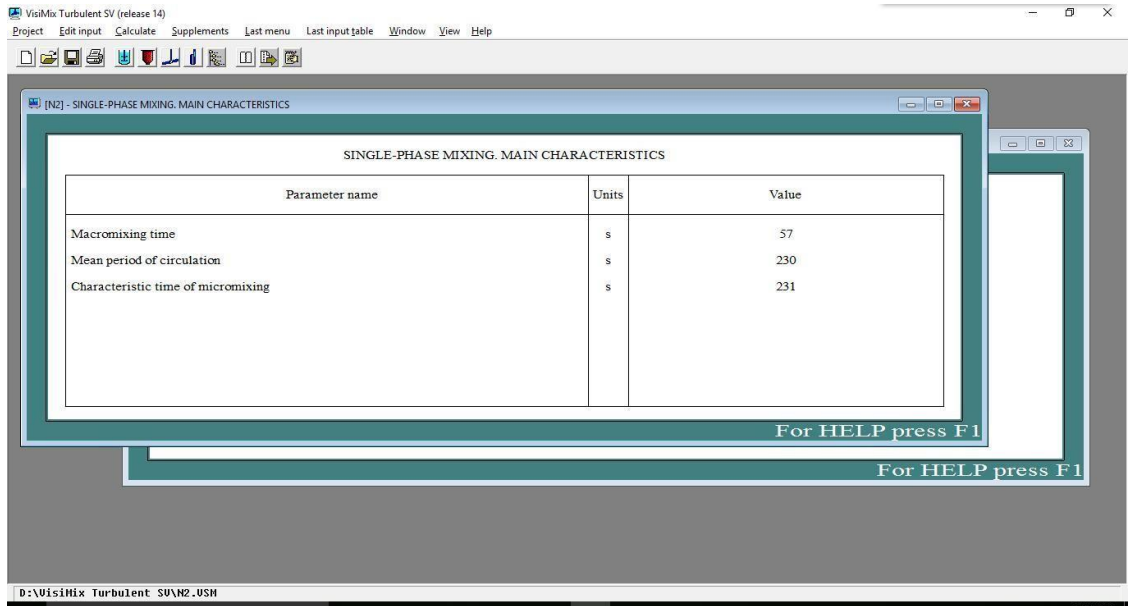 VisiMix Turbulent SV (release 14)
Project Edit input Calculate Supplements Last menu Last input table Window View Help
[N2] - SINGLE-PHASE MIXING. MAIN CHARACTERISTICS
SINGLE-PHASE MIXING. MAIN CHARACTERISTICS
Parameter name Units Value
Macromixing time s 57
Mean period of circulation s 230
Characteristic time of micromixing s 231
For HELP press F1
For HELP press F1
D:\VisiMix Turbulent SV\N2.VSM